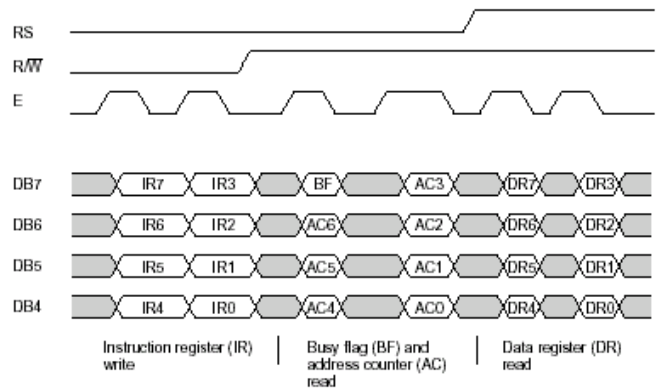 RS
R/W̅
E
DB7 IR7 IR3 BF AC3 DR7 DR3
DB6 IR6 IR2 AC6 AC2 DR6 DR2
DB5 IR5 IR1 AC5 AC1 DR5 DR1
DB4 IR4 IR0 AC4 AC0 DR4 DR0
Instruction register (IR)
write
Busy flag (BF) and
address counter (AC)
read
Data register (DR)
read